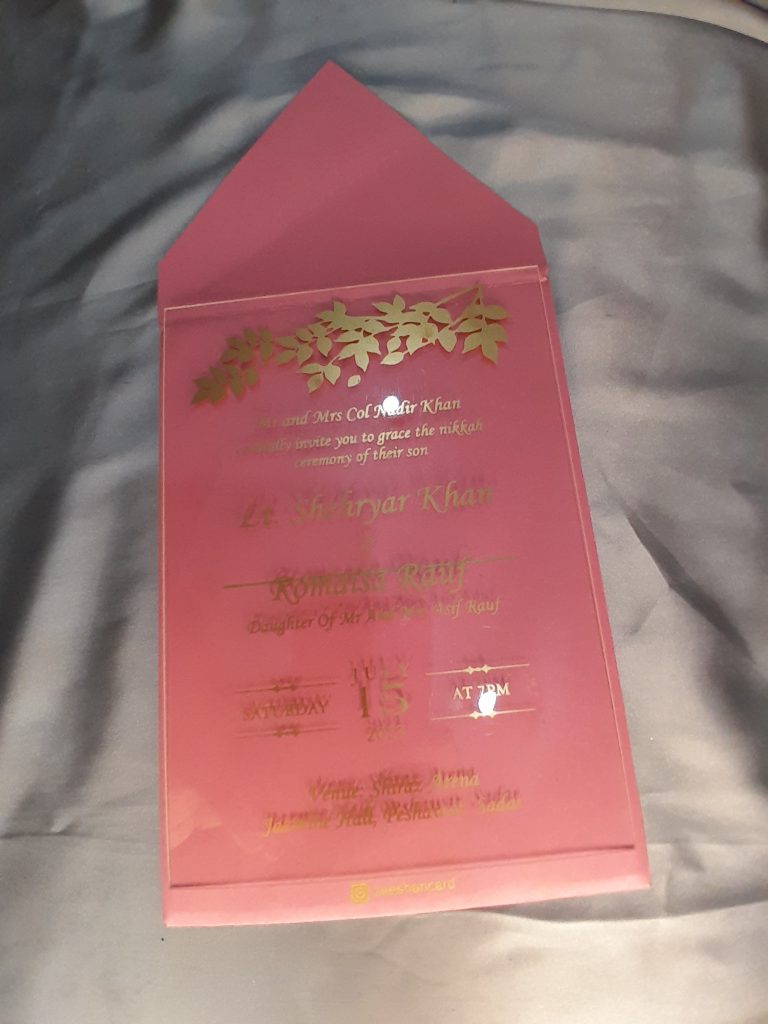 Mr and Mrs Col Nadir Khan
invite you to grace the nikkah
ceremony of their son
Lt. Shehryar Khan
Romaisa Rauf
Daughter Of Mr And Mrs Asif Rauf
JULY
SATURDAY
15
AT 7PM
Venue: Shiraz Arena
Jasmine Hall, Peshawar Sadar